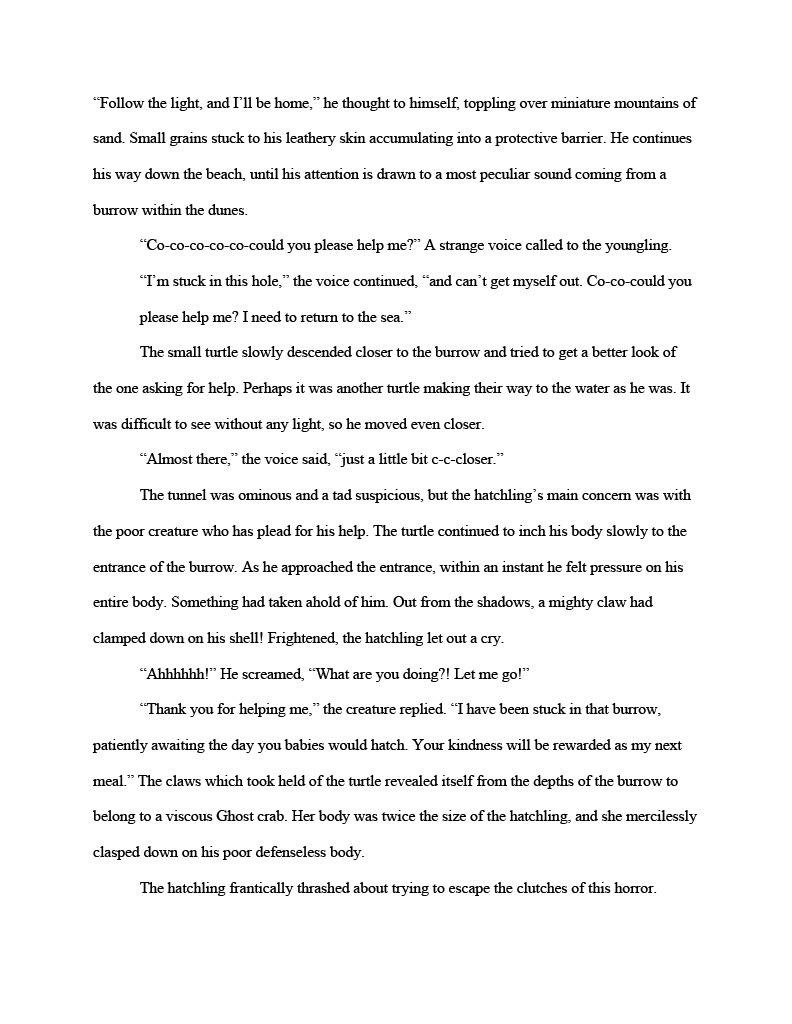 “Follow the light, and I’ll be home,” he thought to himself, toppling over miniature mountains of
sand. Small grains stuck to his leathery skin accumulating into a protective barrier. He continues
his way down the beach, until his attention is drawn to a most peculiar sound coming from a
burrow within the dunes.
“Co-co-co-co-co-could you please help me?” A strange voice called to the youngling.
“I’m stuck in this hole,” the voice continued, “and can’t get myself out. Co-co-could you
please help me? I need to return to the sea.”
The small turtle slowly descended closer to the burrow and tried to get a better look of
the one asking for help. Perhaps it was another turtle making their way to the water as he was. It
was difficult to see without any light, so he moved even closer.
“Almost there,” the voice said, “just a little bit c-c-closer.”
The tunnel was ominous and a tad suspicious, but the hatchling’s main concern was with
the poor creature who has plead for his help. The turtle continued to inch his body slowly to the
entrance of the burrow. As he approached the entrance, within an instant he felt pressure on his
entire body. Something had taken ahold of him. Out from the shadows, a mighty claw had
clamped down on his shell! Frightened, the hatchling let out a cry.
“Ahhhhhh!” He screamed, “What are you doing?! Let me go!”
“Thank you for helping me,” the creature replied. “I have been stuck in that burrow,
patiently awaiting the day you babies would hatch. Your kindness will be rewarded as my next
meal.” The claws which took held of the turtle revealed itself from the depths of the burrow to
belong to a viscous Ghost crab. Her body was twice the size of the hatchling, and she mercilessly
clasped down on his poor defenseless body.
The hatchling frantically thrashed about trying to escape the clutches of this horror.